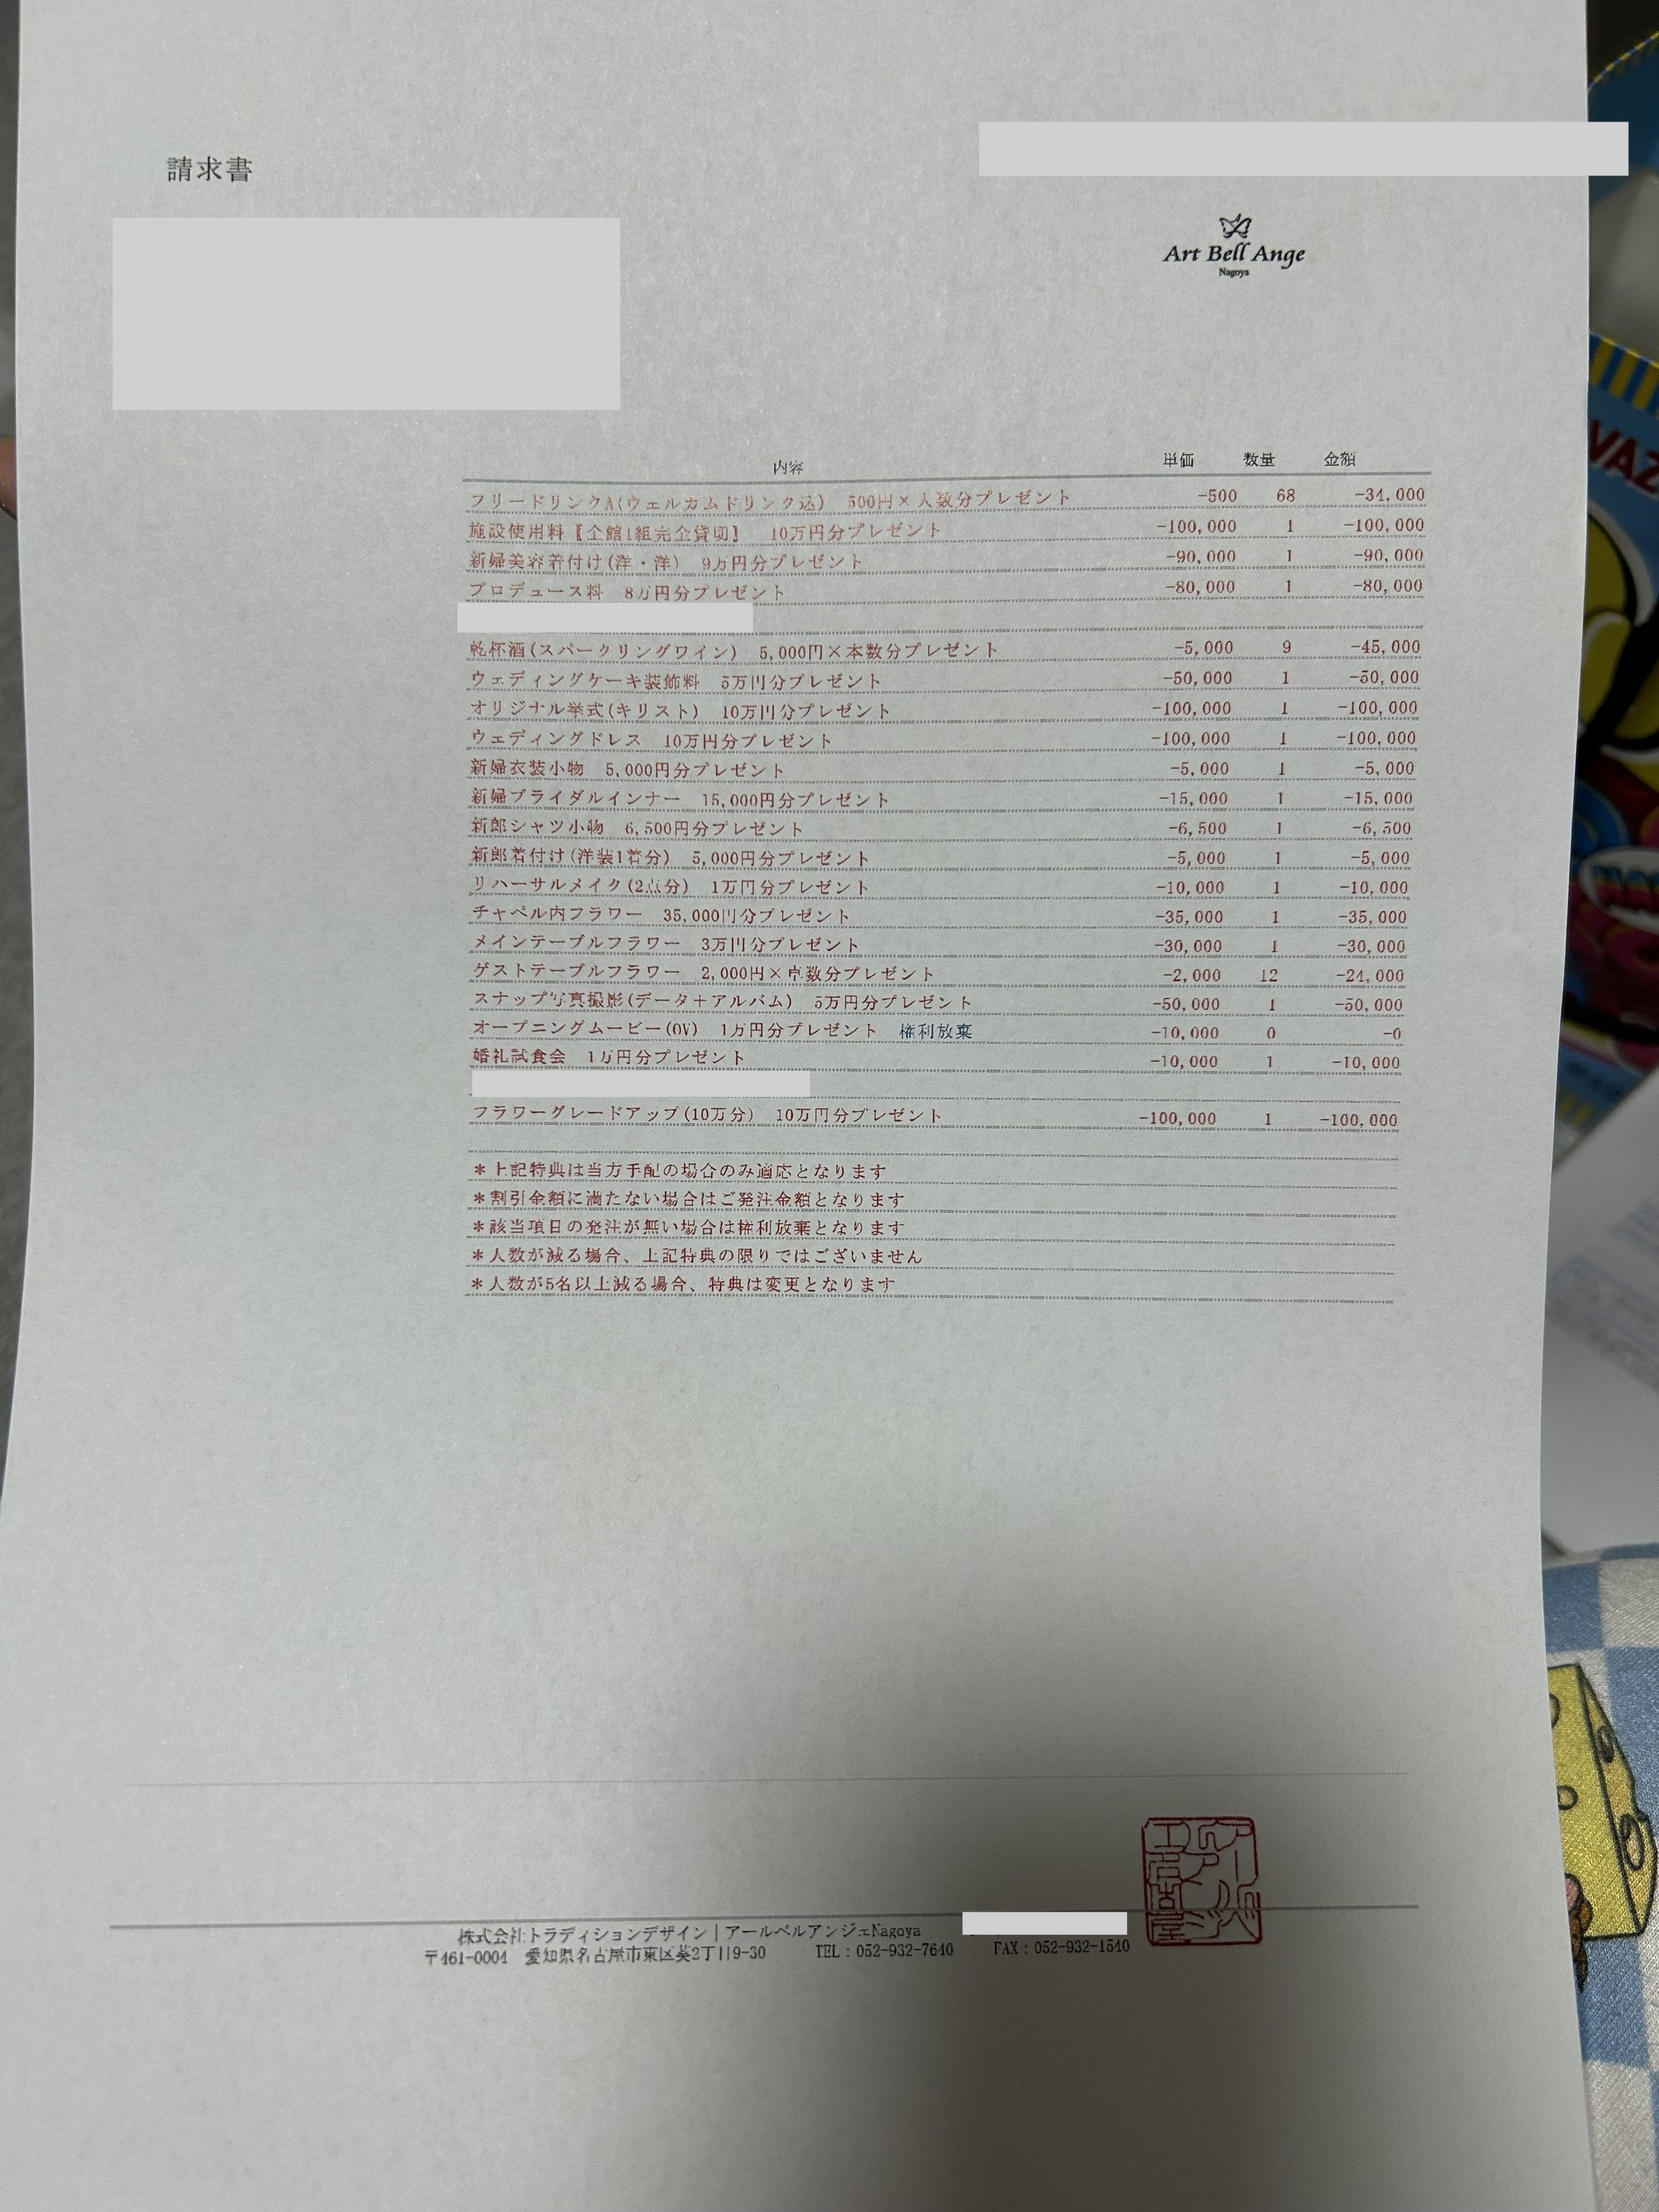 請求書
Art Bell Ange
Nagoya
内容 単価 数量 金額
フリードリンクA(ウェルカムドリンク込) 500円×人数分プレゼント -500 68 -34,000
施設使用料【全館1組完全貸切】 10万円分プレゼント -100,000 1 -100,000
新婦美容着付け(洋・洋) 9万円分プレゼント -90,000 1 -90,000
プロデュース料 8万円分プレゼント -80,000 1 -80,000
乾杯酒(スパークリングワイン) 5,000円×本数分プレゼント -5,000 9 -45,000
ウェディングケーキ装飾料 5万円分プレゼント -50,000 1 -50,000
オリジナル挙式(キリスト) 10万円分プレゼント -100,000 1 -100,000
ウェディングドレス 10万円分プレゼント -100,000 1 -100,000
新婦衣装小物 5,000円分プレゼント -5,000 1 -5,000
新婦ブライダルインナー 15,000円分プレゼント -15,000 1 -15,000
新郎シャツ小物 6,500円分プレゼント -6,500 1 -6,500
新郎着付け(洋装1着分) 5,000円分プレゼント -5,000 1 -5,000
リハーサルメイク(2点分) 1万円分プレゼント -10,000 1 -10,000
チャペル内フラワー 35,000円分プレゼント -35,000 1 -35,000
メインテーブルフラワー 3万円分プレゼント -30,000 1 -30,000
ゲストテーブルフラワー 2,000円×卓数分プレゼント -2,000 12 -24,000
スナップ写真撮影(データ＋アルバム) 5万円分プレゼント -50,000 1 -50,000
オープニングムービー(OV) 1万円分プレゼント 権利放棄 -10,000 0 -0
婚礼試食会 1万円分プレゼント -10,000 1 -10,000
フラワーグレードアップ(10万分) 10万円分プレゼント -100,000 1 -100,000
＊上記特典は当方手配の場合のみ適応となります
＊割引金額に満たない場合はご発注金額となります
＊該当項目の発注が無い場合は権利放棄となります
＊人数が減る場合、上記特典の限りではございません
＊人数が5名以上減る場合、特典は変更となります
株式会社トラディションデザイン｜アールベルアンジェNagoya
〒461-0004 愛知県名古屋市東区葵2丁目9-30 TEL：052-932-7640 FAX：052-932-1540